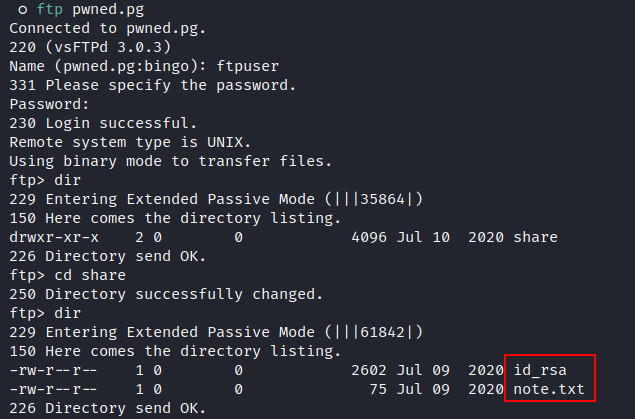 o ftp pwned.pg
Connected to pwned.pg.
220 (vsFTPd 3.0.3)
Name (pwned.pg:bingo): ftpuser
331 Please specify the password.
Password:
230 Login successful.
Remote system type is UNIX.
Using binary mode to transfer files.
ftp> dir
229 Entering Extended Passive Mode (|||35864|)
150 Here comes the directory listing.
drwxr-xr-x    2 0        0            4096 Jul 10  2020 share
226 Directory send OK.
ftp> cd share
250 Directory successfully changed.
ftp> dir
229 Entering Extended Passive Mode (|||61842|)
150 Here comes the directory listing.
-rw-r--r--    1 0        0            2602 Jul 09  2020 id_rsa
-rw-r--r--    1 0        0              75 Jul 09  2020 note.txt
226 Directory send OK.